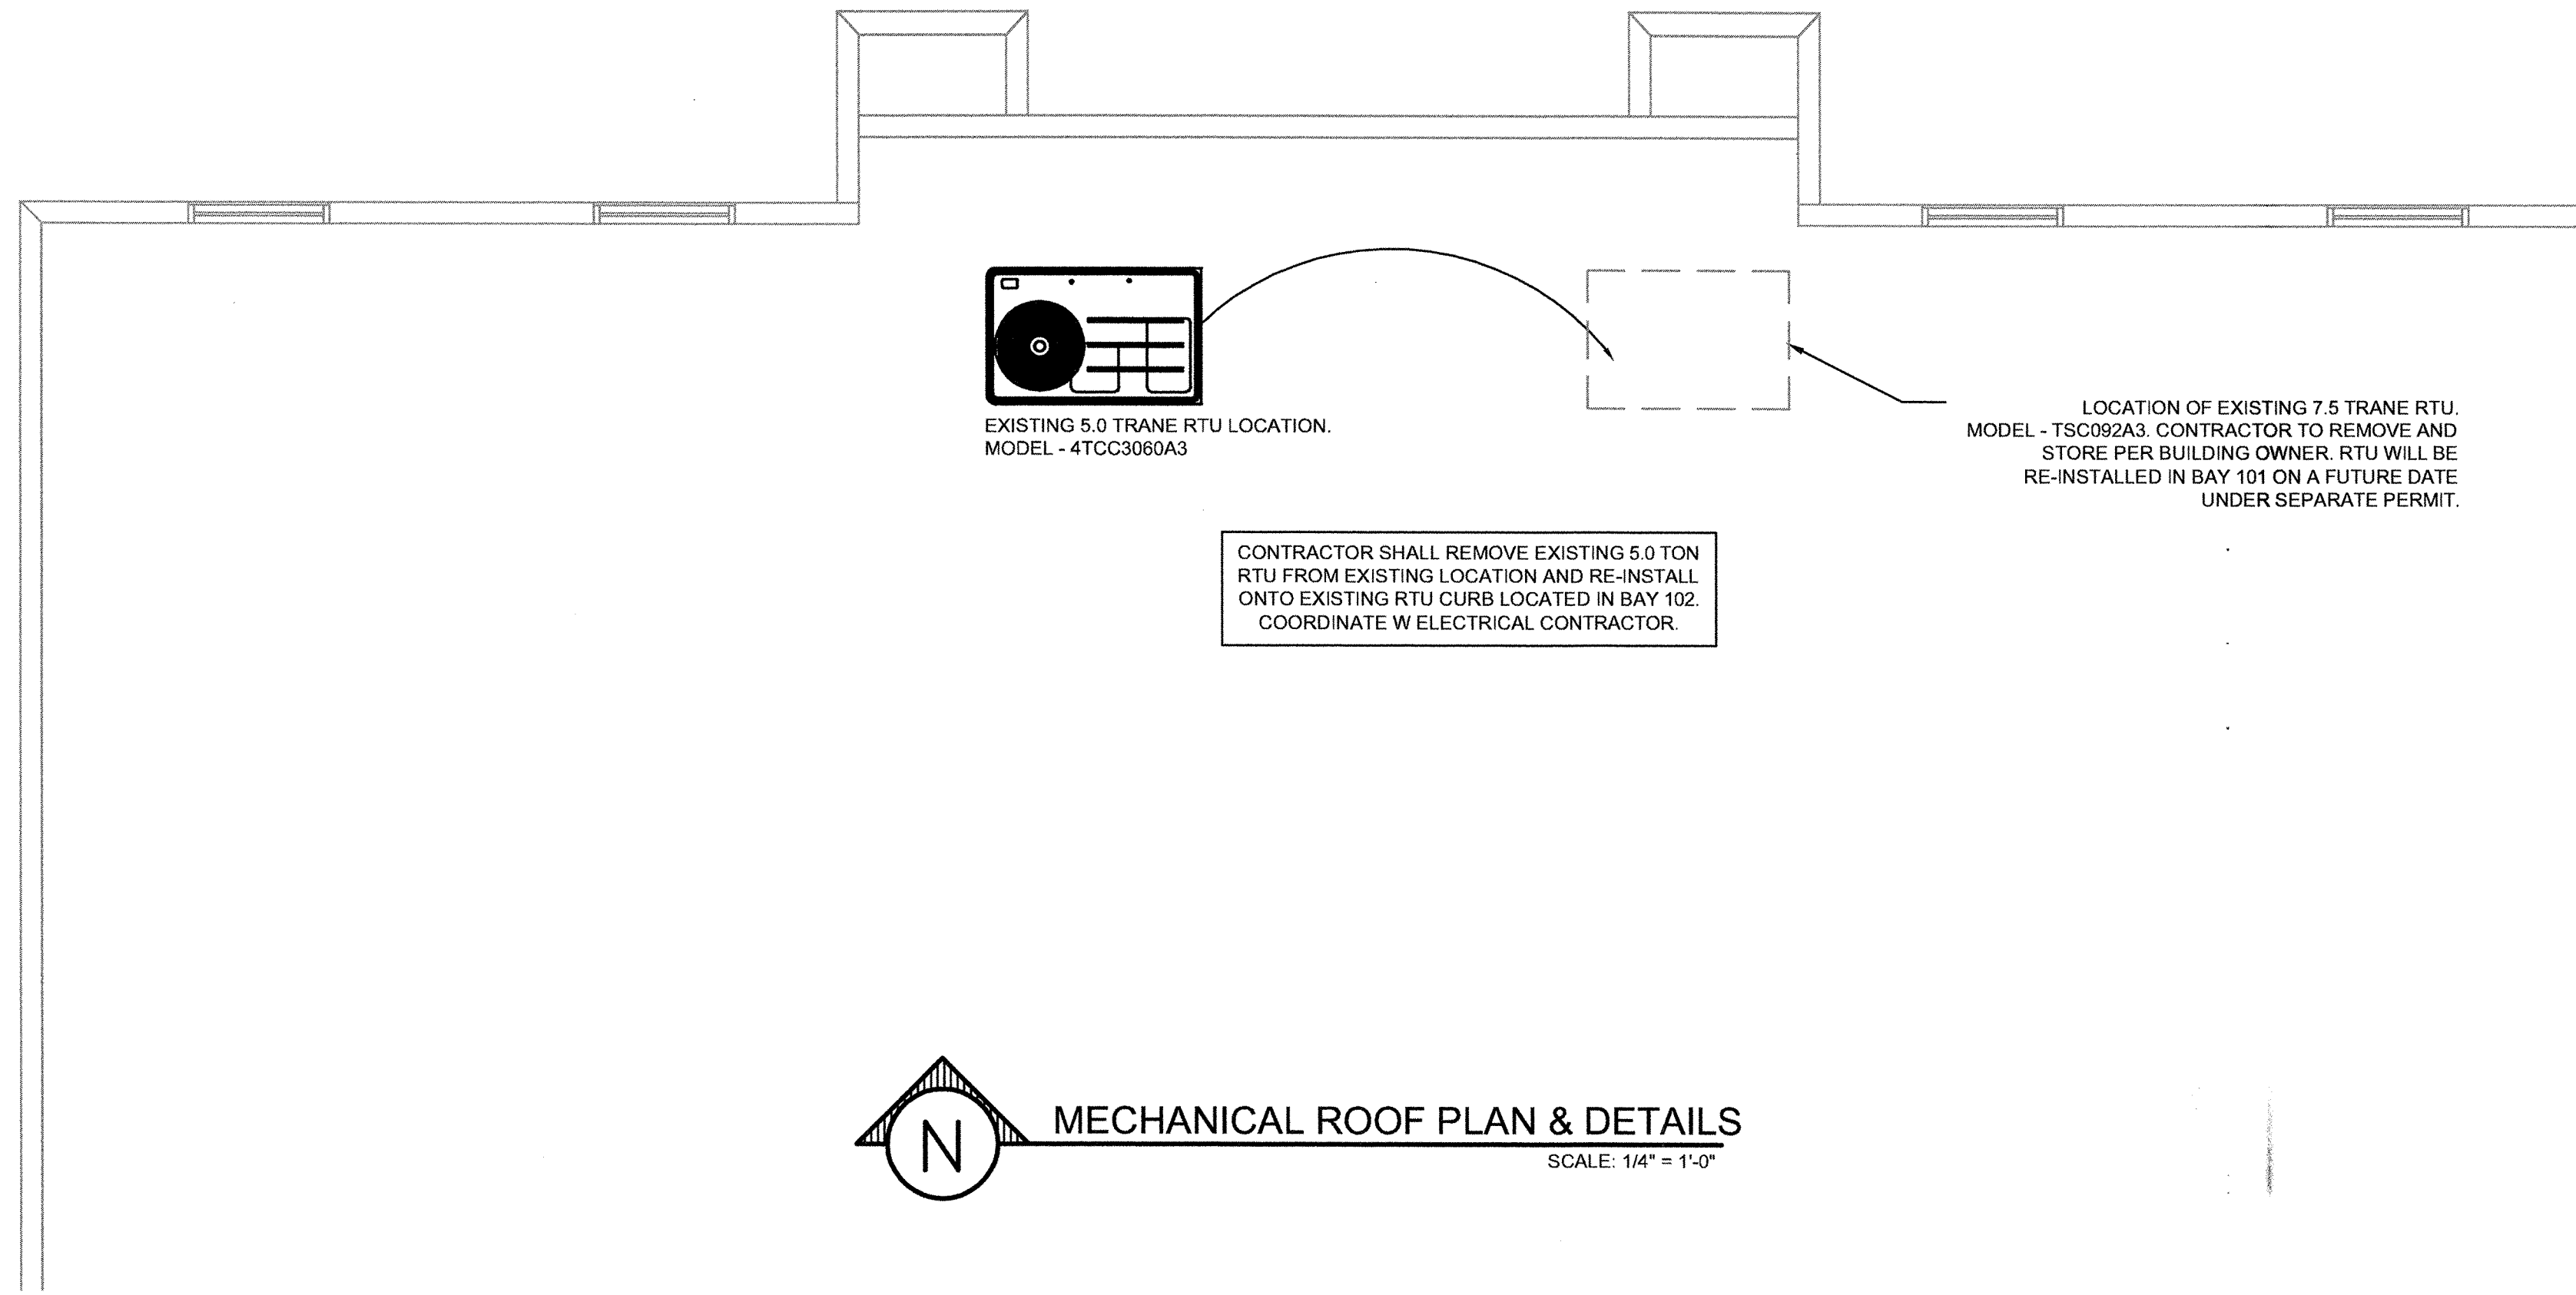 EXISTING 5.0 TRANE RTU LOCATION.
MODEL - 4TCC3060A3
LOCATION OF EXISTING 7.5 TRANE RTU.
MODEL - TSC092A3. CONTRACTOR TO REMOVE AND
STORE PER BUILDING OWNER. RTU WILL BE
RE-INSTALLED IN BAY 101 ON A FUTURE DATE
UNDER SEPARATE PERMIT.
CONTRACTOR SHALL REMOVE EXISTING 5.0 TON
RTU FROM EXISTING LOCATION AND RE-INSTALL
ONTO EXISTING RTU CURB LOCATED IN BAY 102.
COORDINATE W ELECTRICAL CONTRACTOR.
N
MECHANICAL ROOF PLAN & DETAILS
SCALE: 1/4" = 1'-0"